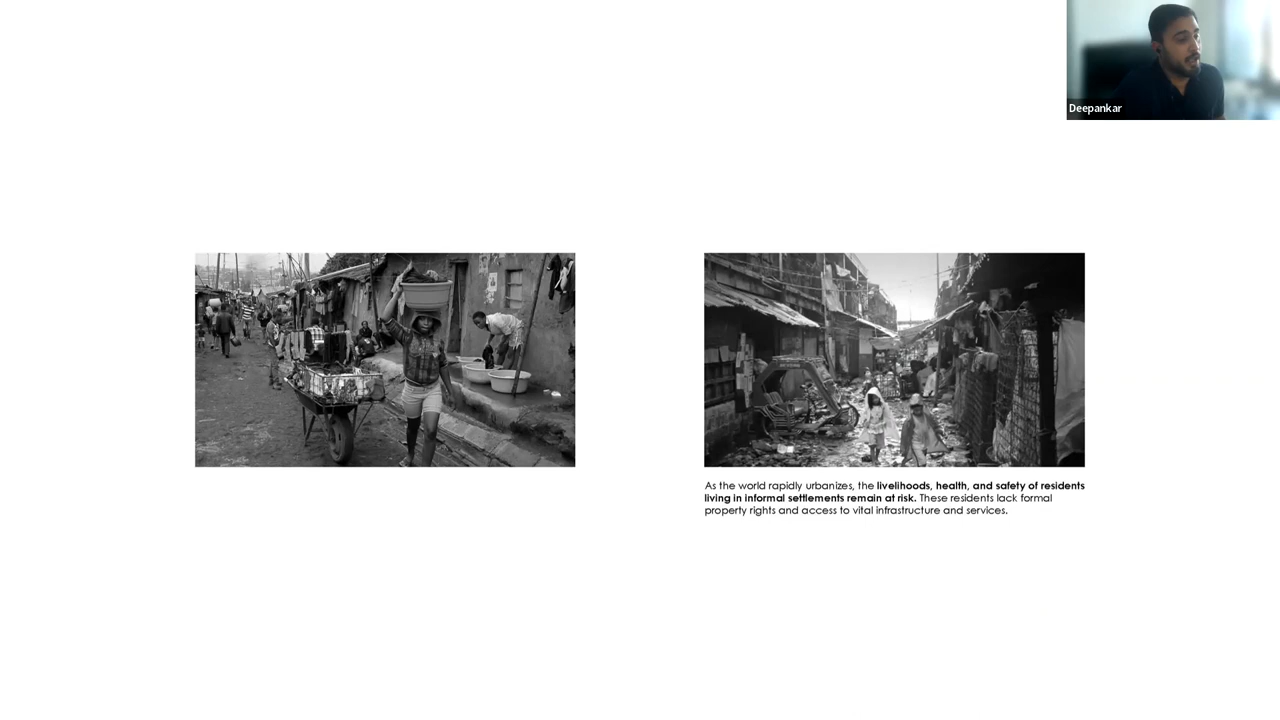 Deepankar
As the world rapidly urbanizes, the livelihoods, health, and safety of residents
living in informal settlements remain at risk. These residents lack formal
property rights and access to vital infrastructure and services.